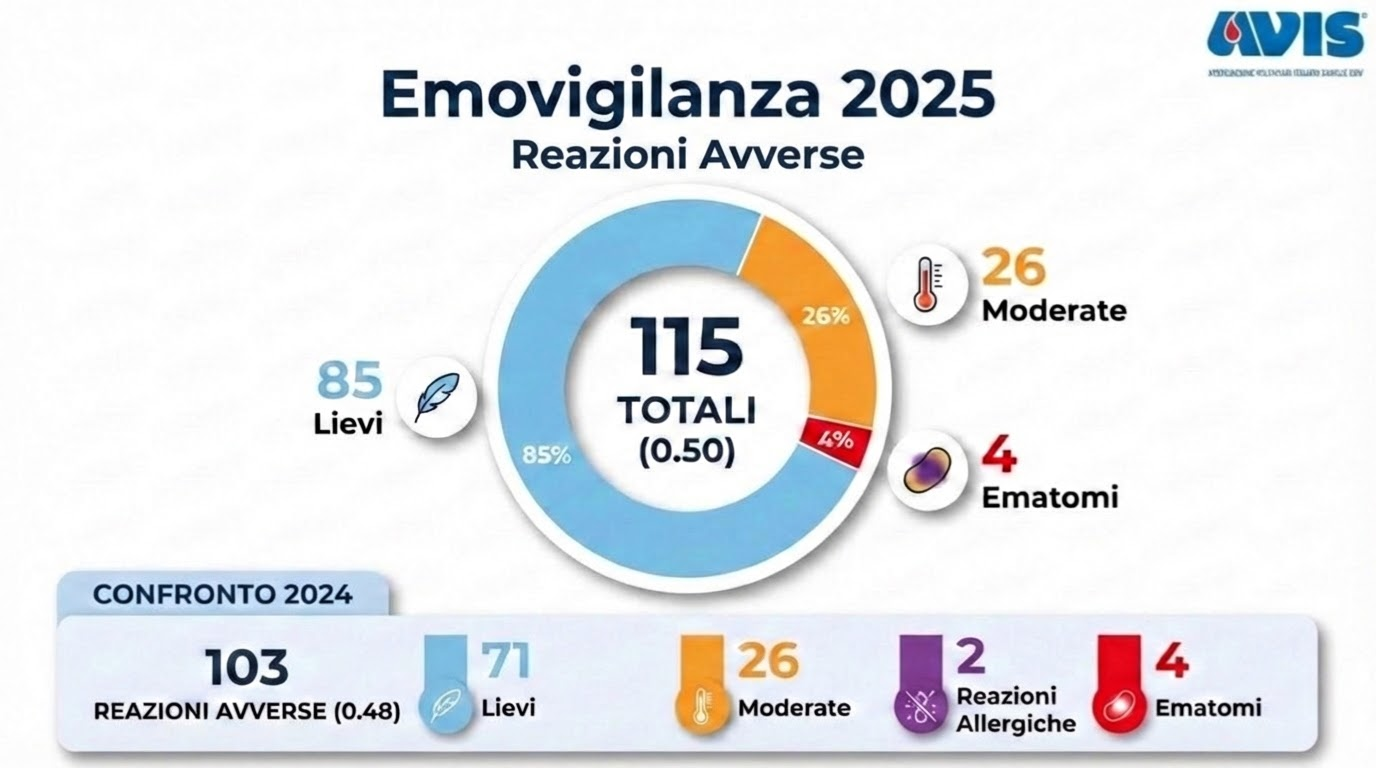 AVIS
Emovigilanza 2025
Reazioni Avverse
26%
26
Moderate
115
TOTALI
(0.50)
85
Lievi
85%
4%
4
Ematomi
CONFRONTO 2024
103
REAZIONI AVVERSE (0.48)
71
Lievi
26
Moderate
2
Reazioni
Allergiche
4
Ematomi